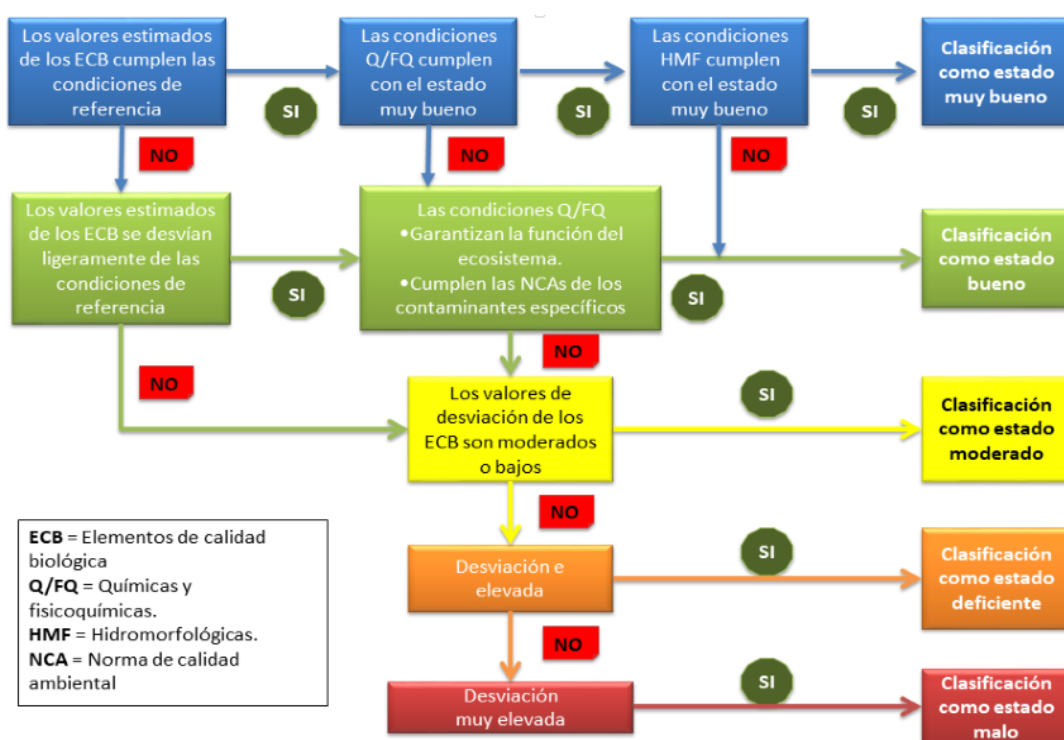 Los valores estimados
de los ECB cumplen las
condiciones de
referencia
SI
Las condiciones
Q/FQ cumplen
con el estado
muy bueno
SI
Las condiciones
HMF cumplen
con el estado
muy bueno
SI
Clasificación
como estado
muy bueno
NO
NO
NO
Los valores estimados
de los ECB se desvían
ligeramente de las
condiciones de
referencia
SI
Las condiciones Q/FQ
•Garantizan la función del
ecosistema.
•Cumplen las NCAs de los
contaminantes específicos
SI
Clasificación
como estado
bueno
NO
NO
Los valores de
desviación de los
ECB son moderados
o bajos
SI
Clasificación
como estado
moderado
NO
Desviación e
elevada
SI
Clasificación
como estado
deficiente
NO
Desviación
muy elevada
SI
Clasificación
como estado
malo
ECB = Elementos de calidad
biológica
Q/FQ = Químicas y
fisicoquímicas.
HMF = Hidromorfológicas.
NCA = Norma de calidad
ambiental